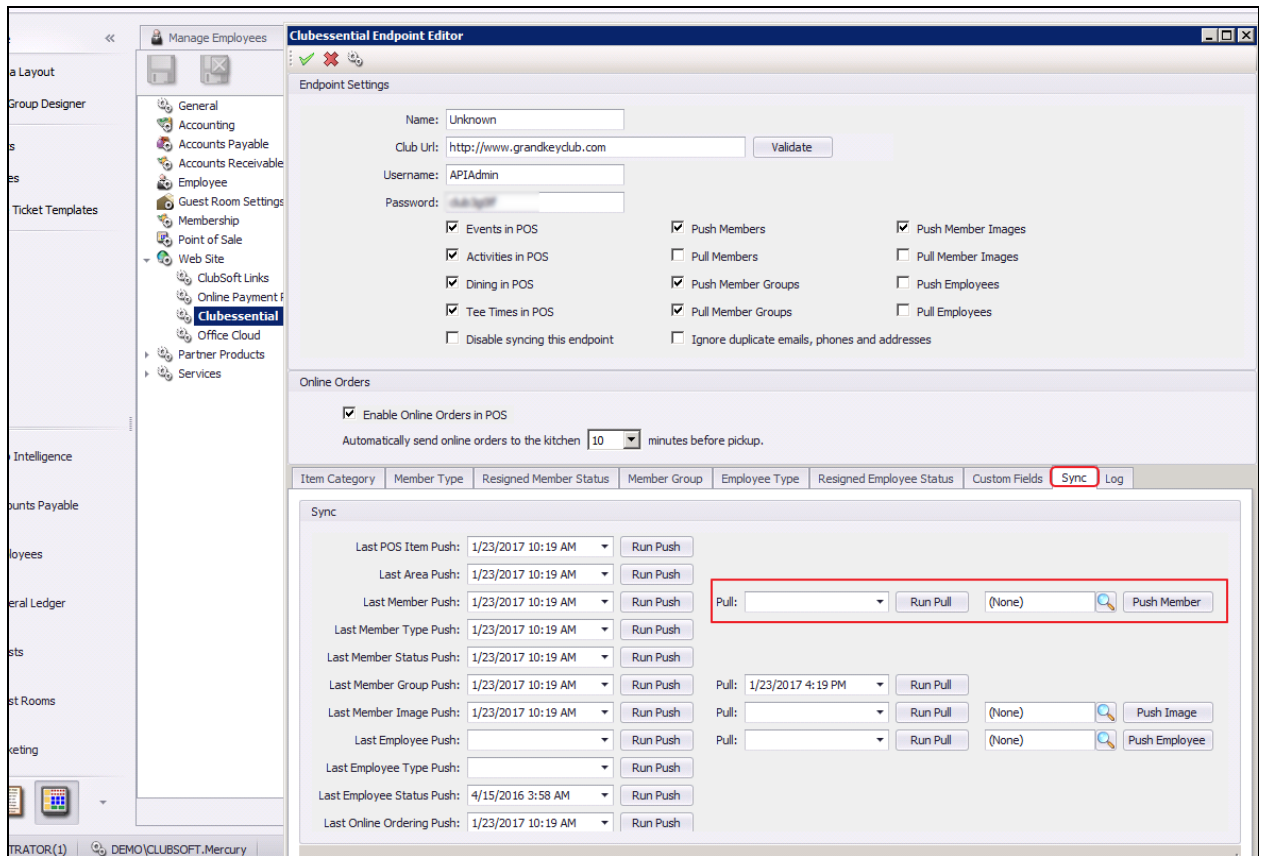 Manage Employees
Clubessential Endpoint Editor
a Layout
Group Designer
s
es
Ticket Templates
Intelligence
ounts Payable
loyees
eral Ledger
sts
st Rooms
keting
General
Accounting
Accounts Payable
Accounts Receivable
Employee
Guest Room Settings
Membership
Point of Sale
Web Site
ClubSoft Links
Online Payment P
Clubessential
Office Cloud
Partner Products
Services
Endpoint Settings
Name: Unknown
Club Url: http://www.grandkeyclub.com Validate
Username: APIAdmin
Password:
Events in POS Push Members Push Member Images
Activities in POS Pull Members Pull Member Images
Dining in POS Push Member Groups Push Employees
Tee Times in POS Pull Member Groups Pull Employees
Disable syncing this endpoint Ignore duplicate emails, phones and addresses
Online Orders
Enable Online Orders in POS
Automatically send online orders to the kitchen 10 minutes before pickup.
Item Category Member Type Resigned Member Status Member Group Employee Type Resigned Employee Status Custom Fields Sync Log
Sync
Last POS Item Push: 1/23/2017 10:19 AM Run Push
Last Area Push: 1/23/2017 10:19 AM Run Push
Last Member Push: 1/23/2017 10:19 AM Run Push Pull: Run Pull (None) Push Member
Last Member Type Push: 1/23/2017 10:19 AM Run Push
Last Member Status Push: 1/23/2017 10:19 AM Run Push
Last Member Group Push: 1/23/2017 10:19 AM Run Push Pull: 1/23/2017 4:19 PM Run Pull
Last Member Image Push: 1/23/2017 10:19 AM Run Push Pull: Run Pull (None) Push Image
Last Employee Push: Run Push Pull: Run Pull (None) Push Employee
Last Employee Type Push: Run Push
Last Employee Status Push: 4/15/2016 3:58 AM Run Push
Last Online Ordering Push: 1/23/2017 10:19 AM Run Push
TRATOR(1) DEMO\CLUBSOFT.Mercury